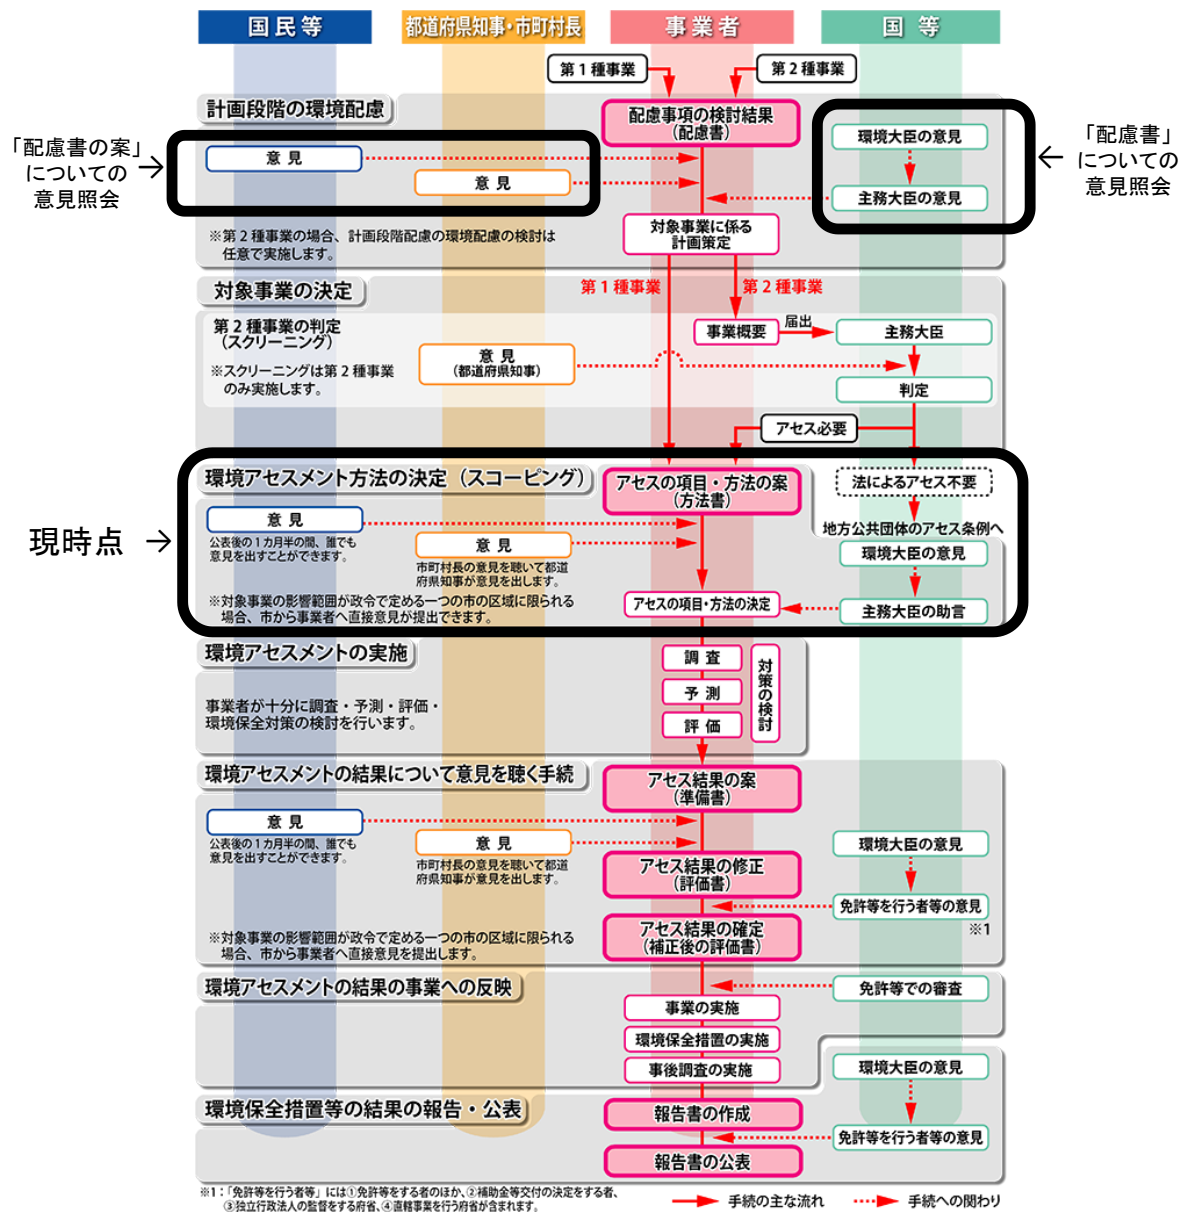 国民等
都道府県知事・市町村長
事業者
国 等
第１種事業
第２種事業
計画段階の環境配慮
配慮事項の検討結果
（配慮書）
「配慮書の案」
についての
意見照会
意 見
意 見
環境大臣の意見
主務大臣の意見
「配慮書」
についての
意見照会
※第２種事業の場合、計画段階配慮の環境配慮の検討は
任意で実施します。
対象事業に係る
計画策定
対象事業の決定
第１種事業
第２種事業
第２種事業の判定
（スクリーニング）
※スクリーニングは第２種事業
のみ実施します。
意 見
（都道府県知事）
事業概要
届出
主務大臣
判定
アセス必要
現時点
環境アセスメント方法の決定（スコーピング）
アセスの項目・方法の案
（方法書）
法によるアセス不要
地方公共団体のアセス条例へ
意 見
公表後の１カ月半の間、誰でも
意見を出すことができます。
意 見
市町村長の意見を聴いて都道
府県知事が意見を出します。
環境大臣の意見
※対象事業の影響範囲が政令で定める一つの市の区域に限られる
場合、市から事業者へ直接意見が提出できます。
アセスの項目・方法の決定
主務大臣の助言
環境アセスメントの実施
事業者が十分に調査・予測・評価・
環境保全対策の検討を行います。
調 査
予 測
評 価
対策の検討
環境アセスメントの結果について意見を聴く手続
アセス結果の案
（準備書）
意 見
公表後の１カ月半の間、誰でも
意見を出すことができます。
意 見
市町村長の意見を聴いて都道
府県知事が意見を出します。
環境大臣の意見
アセス結果の修正
（評価書）
免許等を行う者等の意見
※1
※対象事業の影響範囲が政令で定める一つの市の区域に限られる
場合、市から事業者へ直接意見を提出します。
アセス結果の確定
（補正後の評価書）
環境アセスメントの結果の事業への反映
免許等での審査
事業の実施
環境保全措置の実施
事後調査の実施
環境大臣の意見
環境保全措置等の結果の報告・公表
報告書の作成
免許等を行う者等の意見
報告書の公表
※1：「免許等を行う者等」には①免許等をする者のほか、②補助金等交付の決定をする者、
③独立行政法人の監督をする府省、④直轄事業を行う府省が含まれます。
手続の主な流れ
手続への関わり